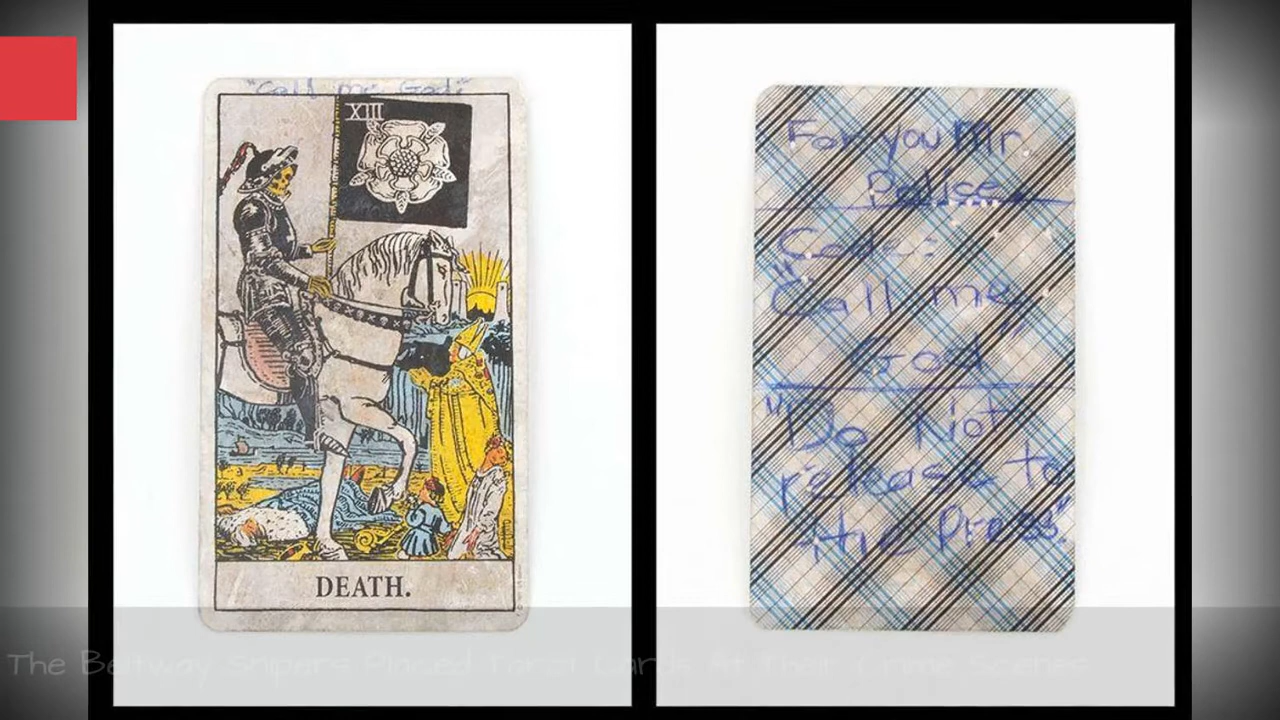 "Call me God"
XIII
DEATH.
For you Mr
Police.
Code:
"Call me
God"
"Do Not
release to
the Press"
The Beltway Snipers Placed Tarot Cards At Their Crime Scenes